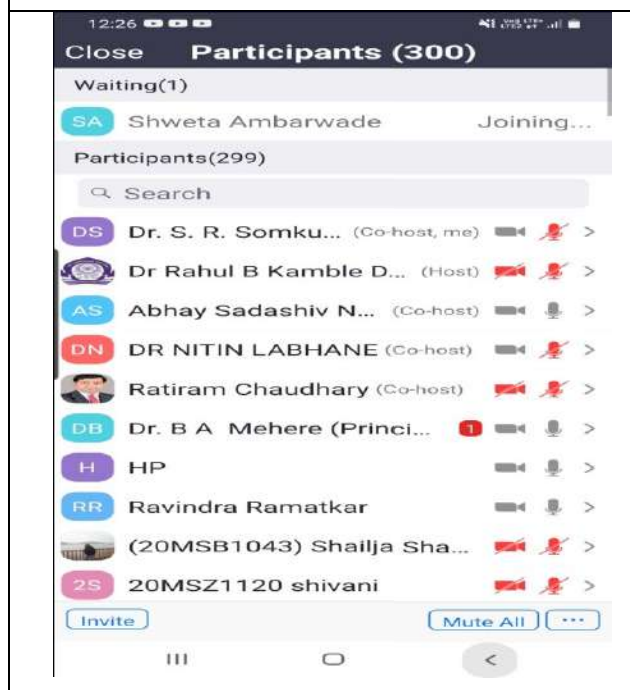 12:26
Close Participants (300)
Waiting(1)
SA Shweta Ambarwade Joining...
Participants(299)
Search
DS Dr. S. R. Somku... (Co-host, me)
Dr Rahul B Kamble D... (Host)
AS Abhay Sadashiv N... (Co-host)
DN DR NITIN LABHANE (Co-host)
Ratiram Chaudhary (Co-host)
DB Dr. B A Mehere (Princi... 1
H HP
RR Ravindra Ramatkar
(20MSB1043) Shailja Sha...
2S 20MSZ1120 shivani
Invite Mute All ...